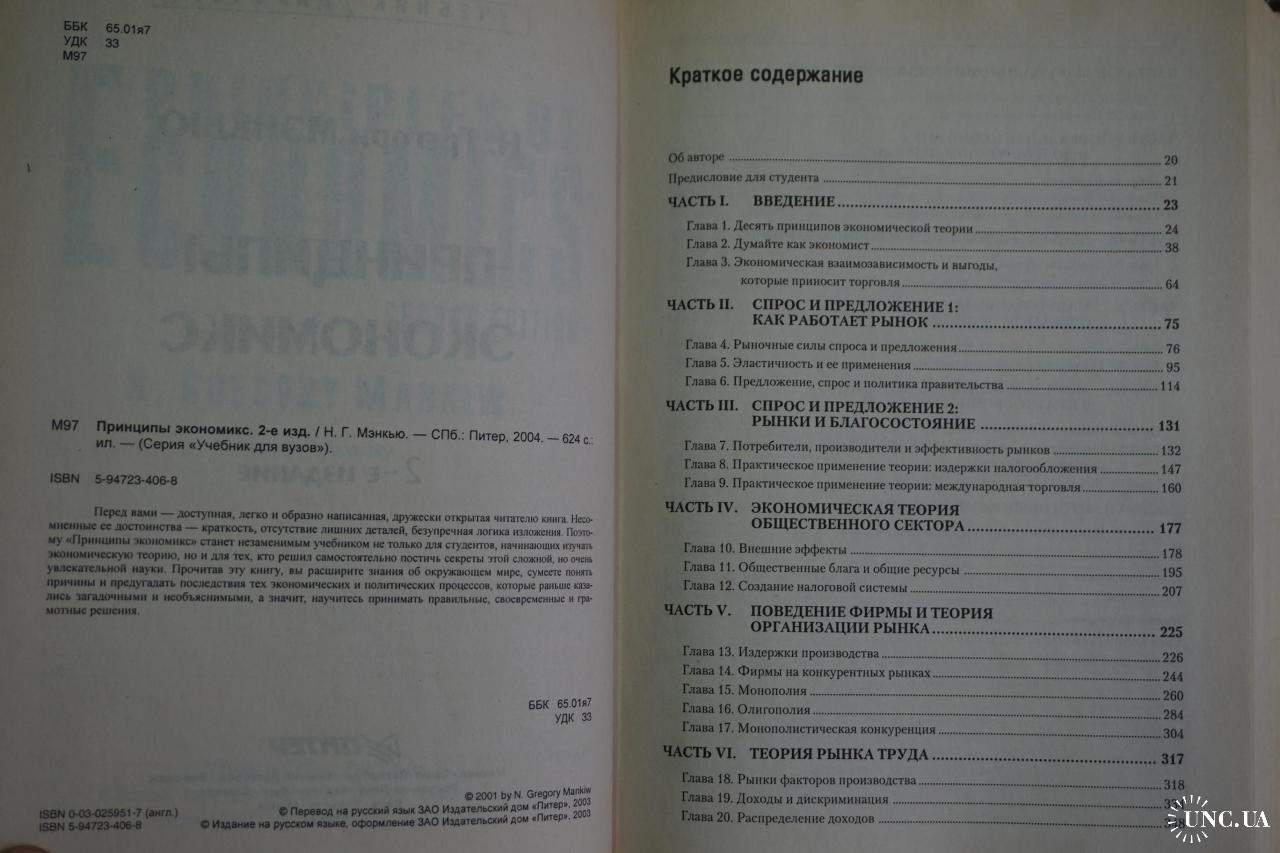 ББК 65.01я7
УДК 33
М97
М97 Принципы экономикс. 2-е изд. / Н. Г. Мэнкью. — СПб.: Питер, 2004. — 624 с.:
ил. — (Серия «Учебник для вузов»).
ISBN 5-94723-406-8
Перед вами — доступная, легко и образно написанная, дружески открытая читателю книга. Несо-
мненные ее достоинства — краткость, отсутствие лишних деталей, безупречная логика изложения. Поэто-
му «Принципы экономикс» станет незаменимым учебником не только для студентов, начинающих изучать
экономическую теорию, но и для тех, кто решил самостоятельно постичь секреты этой сложной, но очень
увлекательной науки. Прочитав эту книгу, вы расширите знания об окружающем мире, сумеете понять
причины и предугадать последствия тех экономических и политических процессов, которые раньше каза-
лись загадочными и необъяснимыми, а значит, научитесь принимать правильные, своевременные и гра-
мотные решения.
ББК 65.01я7
УДК 33
© 2001 by N. Gregory Mankiw
ISBN 0-03-025951-7 (англ.) © Перевод на русский язык ЗАО Издательский дом «Питер», 2003
ISBN 5-94723-406-8 © Издание на русском языке, оформление ЗАО Издательский дом «Питер», 2003
Краткое содержание
Об авторе 20
Предисловие для студента 21
ЧАСТЬ I. ВВЕДЕНИЕ 23
Глава 1. Десять принципов экономической теории 24
Глава 2. Думайте как экономист 38
Глава 3. Экономическая взаимозависимость и выгоды,
которые приносит торговля 64
ЧАСТЬ II. СПРОС И ПРЕДЛОЖЕНИЕ 1:
КАК РАБОТАЕТ РЫНОК 75
Глава 4. Рыночные силы спроса и предложения 76
Глава 5. Эластичность и ее применения 95
Глава 6. Предложение, спрос и политика правительства 114
ЧАСТЬ III. СПРОС И ПРЕДЛОЖЕНИЕ 2:
РЫНКИ И БЛАГОСОСТОЯНИЕ 131
Глава 7. Потребители, производители и эффективность рынков 132
Глава 8. Практическое применение теории: издержки налогообложения 147
Глава 9. Практическое применение теории: международная торговля 160
ЧАСТЬ IV. ЭКОНОМИЧЕСКАЯ ТЕОРИЯ
ОБЩЕСТВЕННОГО СЕКТОРА 177
Глава 10. Внешние эффекты 178
Глава 11. Общественные блага и общие ресурсы 195
Глава 12. Создание налоговой системы 207
ЧАСТЬ V. ПОВЕДЕНИЕ ФИРМЫ И ТЕОРИЯ
ОРГАНИЗАЦИИ РЫНКА 225
Глава 13. Издержки производства 226
Глава 14. Фирмы на конкурентных рынках 244
Глава 15. Монополия 260
Глава 16. Олигополия 284
Глава 17. Монополистическая конкуренция 304
ЧАСТЬ VI. ТЕОРИЯ РЫНКА ТРУДА 317
Глава 18. Рынки факторов производства 318
Глава 19. Доходы и дискриминация
Глава 20. Распределение доходов
UNC.UA